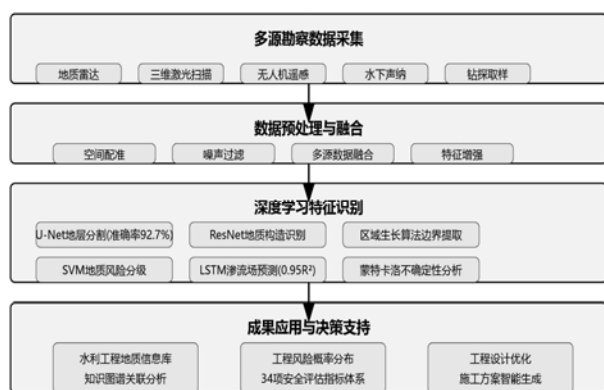 多源勘察数据采集
地质雷达 三维激光扫描 无人机遥感 水下声纳 钻探取样
数据预处理与融合
空间配准 噪声过滤 多源数据融合 特征增强
深度学习特征识别
U-Net地层分割(准确率92.7%) ResNet地质构造识别 区域生长算法边界提取
SVM地质风险分级 LSTM渗流场预测(0.95R²) 蒙特卡洛不确定性分析
成果应用与决策支持
水利工程地质信息库 工程风险概率分布 工程设计优化
知识图谱关联分析 34项安全评估指标体系 施工方案智能生成